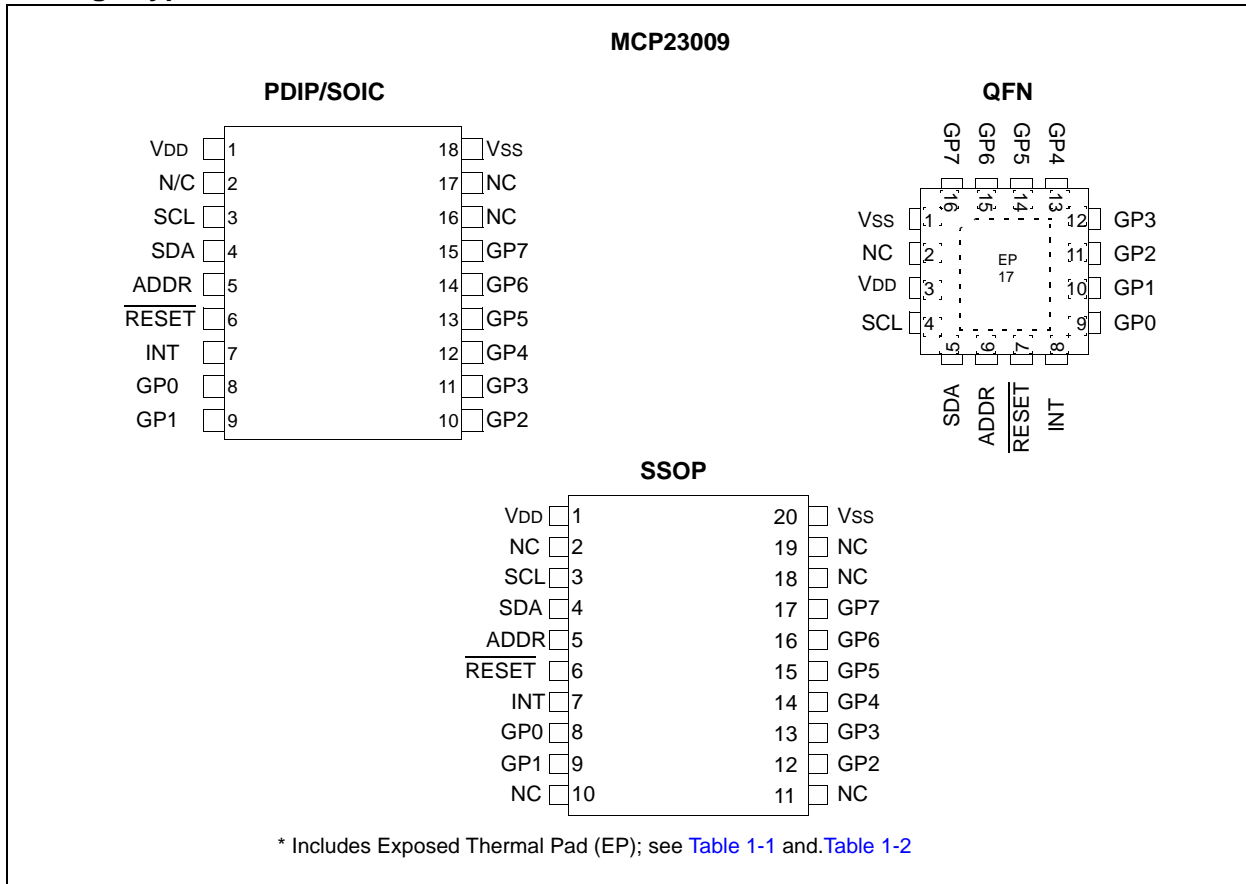 MCP23009
PDIP/SOIC
VDD 1 18 VSS
N/C 2 17 NC
SCL 3 16 NC
SDA 4 15 GP7
ADDR 5 14 GP6
RESET 6 13 GP5
INT 7 12 GP4
GP0 8 11 GP3
GP1 9 10 GP2
QFN
GP7 GP6 GP5 GP4
16 15 14 13
VSS 1 12 GP3
NC 2 11 GP2
VDD 3 10 GP1
SCL 4 9 GP0
EP
17
5 6 7 8
SDA ADDR RESET INT
SSOP
VDD 1 20 VSS
NC 2 19 NC
SCL 3 18 NC
SDA 4 17 GP7
ADDR 5 16 GP6
RESET 6 15 GP5
INT 7 14 GP4
GP0 8 13 GP3
GP1 9 12 GP2
NC 10 11 NC
* Includes Exposed Thermal Pad (EP); see Table 1-1 and.Table 1-2